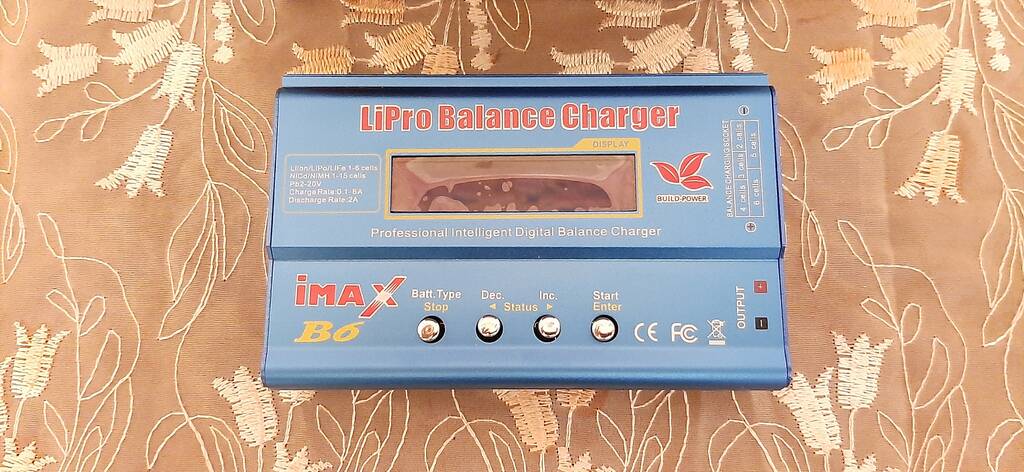 LiPro Balance Charger
DISPLAY
LiIon/LiPo/LiFe 1-6 cells
NiCd/NiMH:1-15 cells
Pb2-20V
Charge Rate:0.1-6A
Discharge Rate:2A
BUILD-POWER
BALANCE CHARGING SOCKET
4 cells 3 cells 2 cells
6 cells 5 cells
Professional Intelligent Digital Balance Charger
iMAX
B6
Batt.Type
Stop
Dec. Inc.
◄ Status ►
Start
Enter
CE FC
OUTPUT
+
-